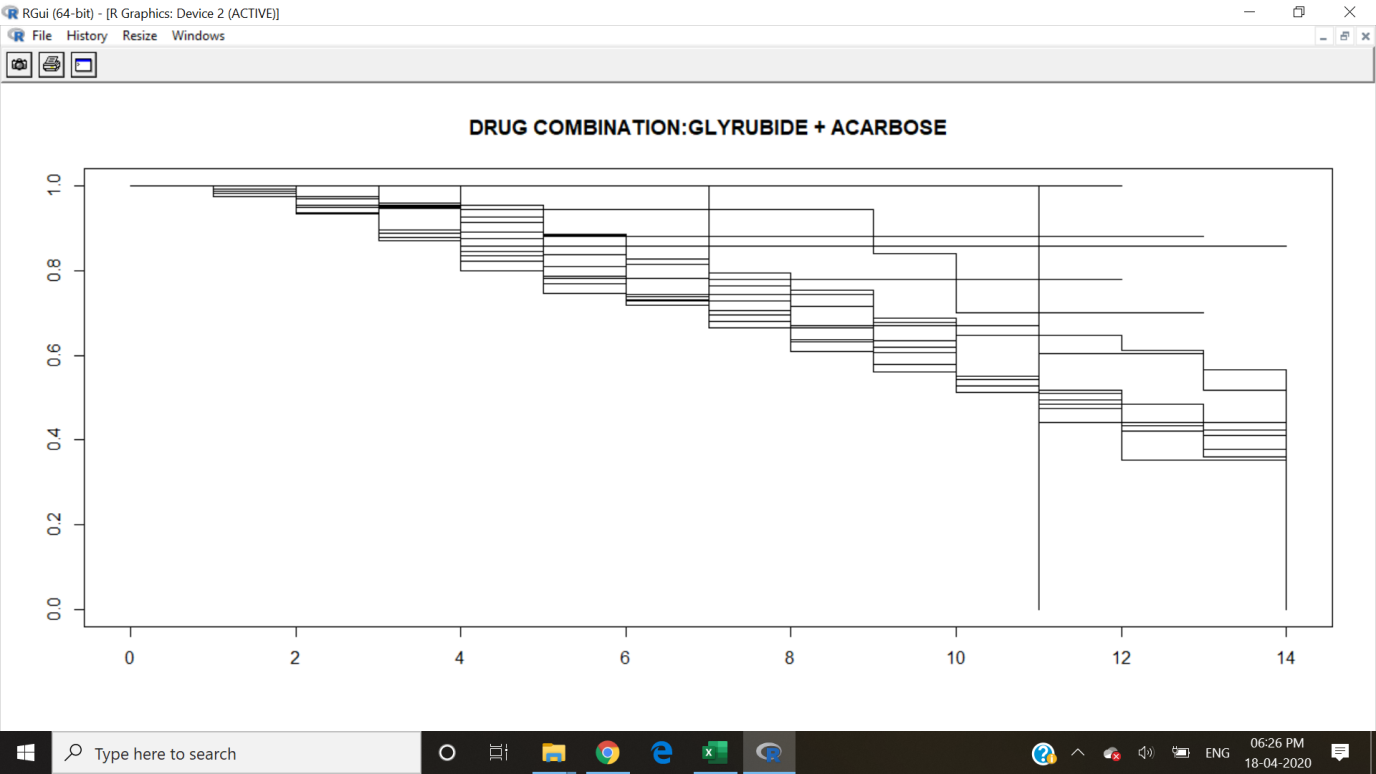 RGui (64-bit) - [R Graphics: Device 2 (ACTIVE)]
File History Resize Windows
DRUG COMBINATION:GLYRUBIDE + ACARBOSE
1.0
0.8
0.6
0.4
0.2
0.0
0 2 4 6 8 10 12 14
Type here to search
ENG
06:26 PM
18-04-2020